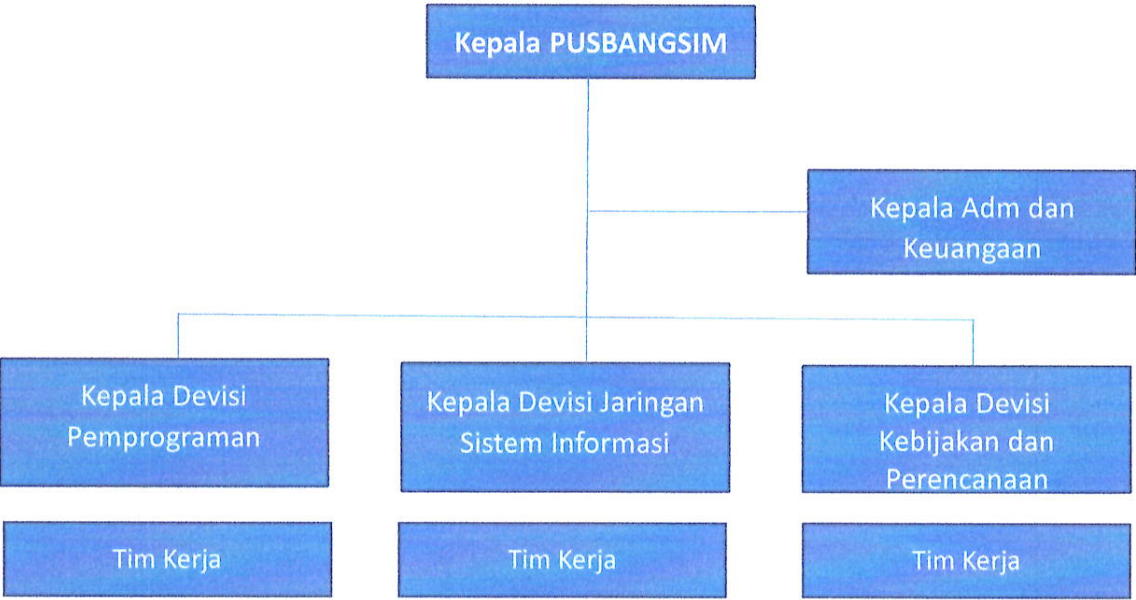 Kepala PUSBANGSIM
Kepala Adm dan
Keuangaan
Kepala Devisi
Pemprograman
Kepala Devisi Jaringan
Sistem Informasi
Kepala Devisi
Kebijakan dan
Perencanaan
Tim Kerja
Tim Kerja
Tim Kerja